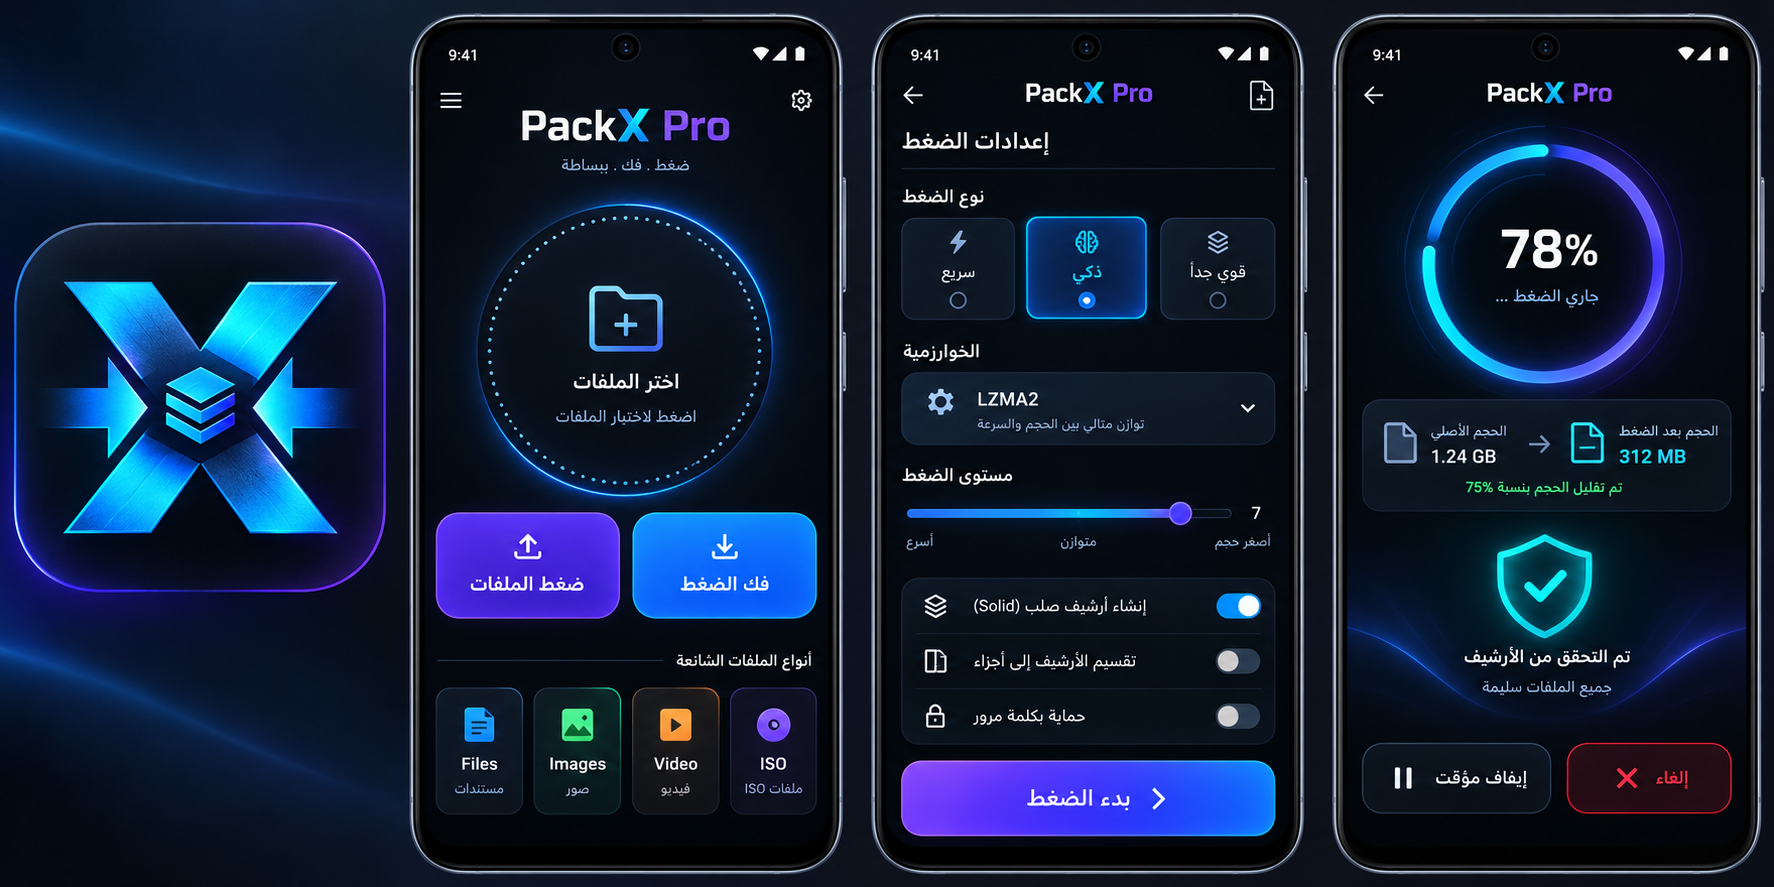 9:41
PackX Pro
ضغط . فك . ببساطة
اختر الملفات
اضغط لاختيار الملفات
ضغط الملفات
فك الضغط
أنواع الملفات الشائعة
Files
مستندات
Images
صور
Video
فيديو
ISO
ملفات ISO
9:41
PackX Pro
إعدادات الضغط
نوع الضغط
سريع
ذكي
قوي جداً
الخوارزمية
LZMA2
توازن مثالي بين الحجم والسرعة
مستوى الضغط
7
أسرع
متوازن
أصغر حجم
إنشاء أرشيف صلب (Solid)
تقسيم الأرشيف إلى أجزاء
حماية بكلمة مرور
بدء الضغط
9:41
PackX Pro
78%
جاري الضغط ...
الحجم الأصلي
1.24 GB
الحجم بعد الضغط
312 MB
تم تقليل الحجم بنسبة 75%
تم التحقق من الأرشيف
جميع الملفات سليمة
إيفاف مؤقت
إلغاء